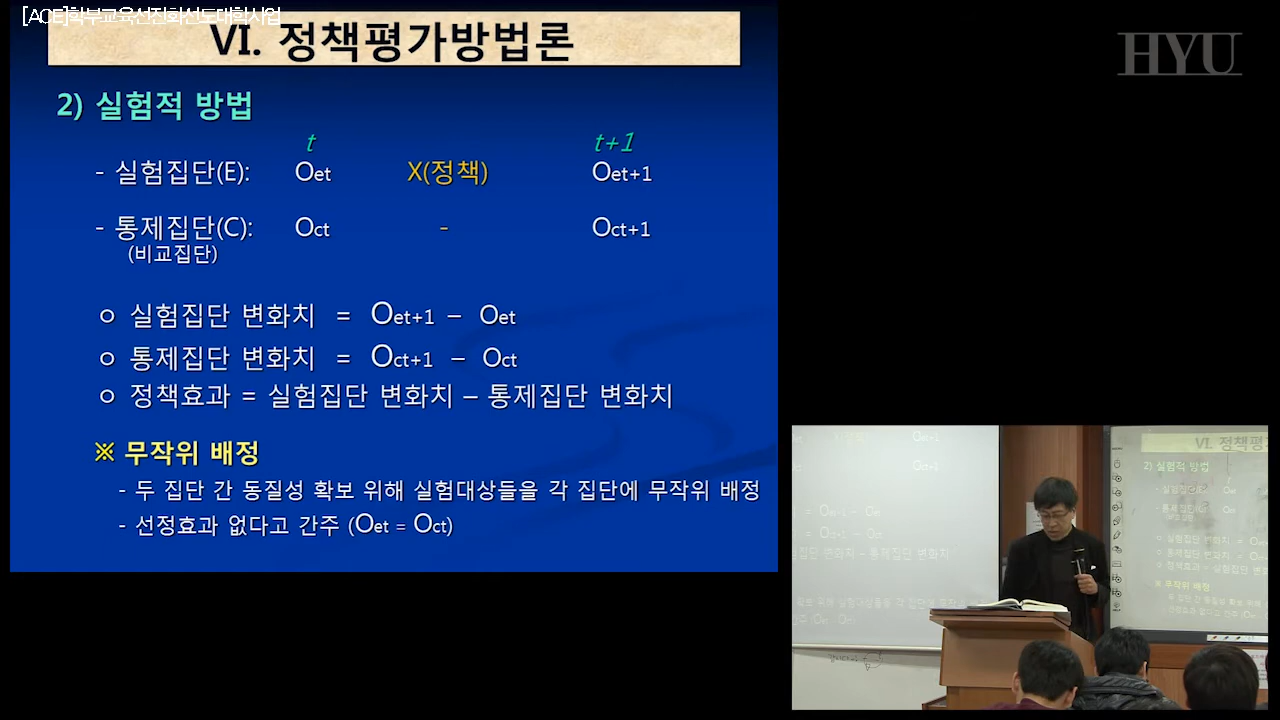 [ACE]학부교육선진화선도대학사업
Ⅵ. 정책평가방법론
HYU
2) 실험적 방법
t t+1
- 실험집단(E): Oet X(정책) Oet+1
- 통제집단(C): Oct - Oct+1
(비교집단)
ㅇ 실험집단 변화치 = Oet+1 – Oet
ㅇ 통제집단 변화치 = Oct+1 – Oct
ㅇ 정책효과 = 실험집단 변화치 – 통제집단 변화치
※ 무작위 배정
- 두 집단 간 동질성 확보 위해 실험대상들을 각 집단에 무작위 배정
- 선정효과 없다고 간주 (Oet = Oct)